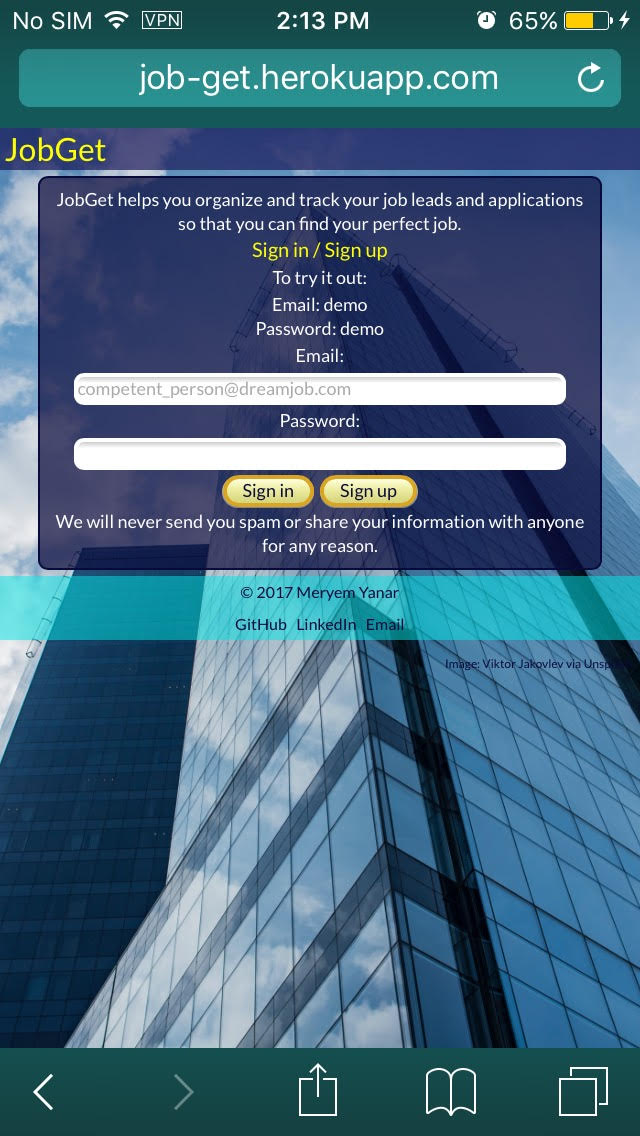 No SIM VPN 2:13 PM 65%
job-get.herokuapp.com
JobGet
JobGet helps you organize and track your job leads and applications
so that you can find your perfect job.
Sign in / Sign up
To try it out:
Email: demo
Password: demo
Email:
competent_person@dreamjob.com
Password:
Sign in Sign up
We will never send you spam or share your information with anyone
for any reason.
© 2017 Meryem Yanar
GitHub LinkedIn Email
Image: Viktor Jakovlev via